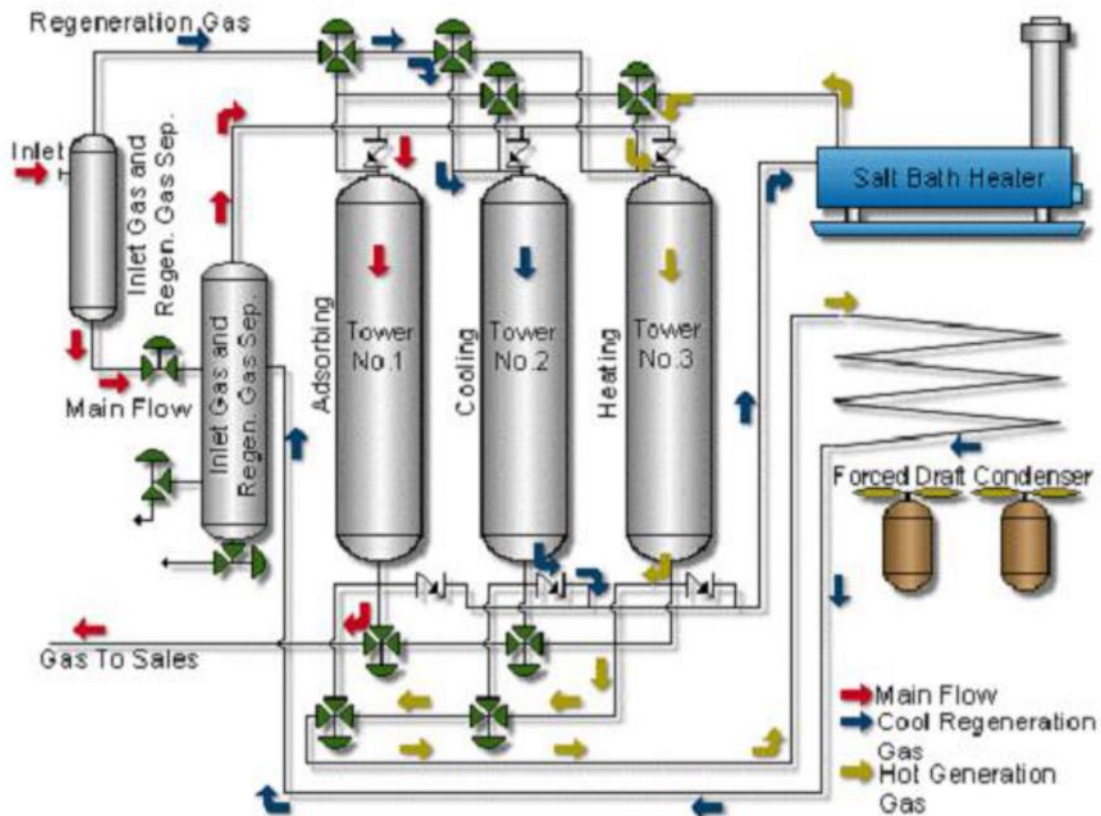 Regeneration Gas
Inlet
Inlet Gas and
Regen. Gas Sep.
Salt Bath Heater
Main Flow
Inlet Gas and
Regen. Gas Sep.
Adsorbing
Tower
No.1
Cooling
Tower
No.2
Heating
Tower
No.3
Forced Draft Condenser
Gas To Sales
Main Flow
Cool Regeneration
Gas
Hot Generation
Gas